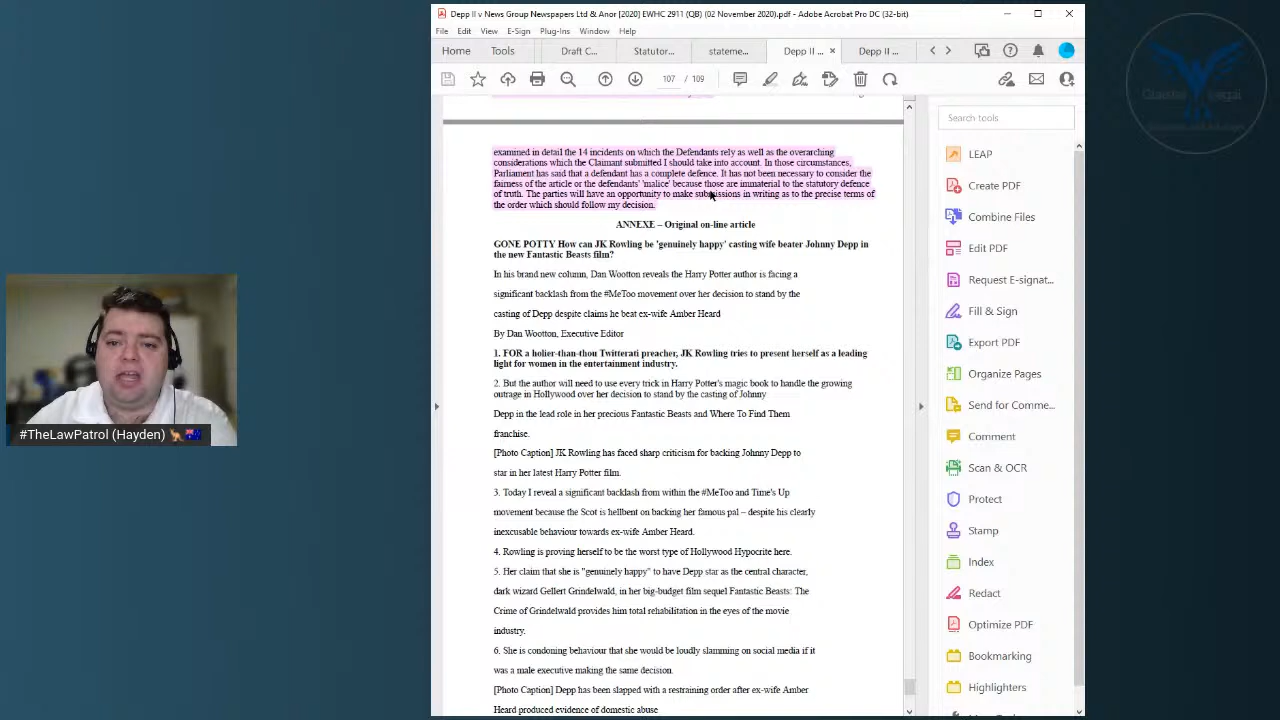 Depp II v News Group Newspapers Ltd & Anor [2020] EWHC 2911 (QB) (02 November 2020).pdf - Adobe Acrobat Pro DC (32-bit)
File Edit View E-Sign Plug-Ins Window Help
Home Tools Draft C... Statutor... stateme... Depp II ... × Depp II ...
107 / 109
examined in detail the 14 incidents on which the Defendants rely as well as the overarching
considerations which the Claimant submitted I should take into account. In those circumstances,
Parliament has said that a defendant has a complete defence. It has not been necessary to consider the
fairness of the article or the defendants' 'malice' because those are immaterial to the statutory defence
of truth. The parties will have an opportunity to make submissions in writing as to the precise terms of
the order which should follow my decision.
ANNEXE – Original on-line article
GONE POTTY How can JK Rowling be 'genuinely happy' casting wife beater Johnny Depp in
the new Fantastic Beasts film?
In his brand new column, Dan Wootton reveals the Harry Potter author is facing a
significant backlash from the #MeToo movement over her decision to stand by the
casting of Depp despite claims he beat ex-wife Amber Heard
By Dan Wootton, Executive Editor
1. FOR a holier-than-thou Twitterati preacher, JK Rowling tries to present herself as a leading
light for women in the entertainment industry.
2. But the author will need to use every trick in Harry Potter's magic book to handle the growing
outrage in Hollywood over her decision to stand by the casting of Johnny
Depp in the lead role in her precious Fantastic Beasts and Where To Find Them
franchise.
[Photo Caption] JK Rowling has faced sharp criticism for backing Johnny Depp to
star in her latest Harry Potter film.
3. Today I reveal a significant backlash from within the #MeToo and Time's Up
movement because the Scot is hellbent on backing her famous pal – despite his clearly
inexcusable behaviour towards ex-wife Amber Heard.
4. Rowling is proving herself to be the worst type of Hollywood Hypocrite here.
5. Her claim that she is "genuinely happy" to have Depp star as the central character,
dark wizard Gellert Grindelwald, in her big-budget film sequel Fantastic Beasts: The
Crime of Grindelwald provides him total rehabilitation in the eyes of the movie
industry.
6. She is condoning behaviour that she would be loudly slamming on social media if it
was a male executive making the same decision.
[Photo Caption] Depp has been slapped with a restraining order after ex-wife Amber
Heard produced evidence of domestic abuse
Search tools
LEAP
Create PDF
Combine Files
Edit PDF
Request E-signat...
Fill & Sign
Export PDF
Organize Pages
Send for Comme...
Comment
Scan & OCR
Protect
Stamp
Index
Redact
Optimize PDF
Bookmarking
Highlighters
#TheLawPatrol (Hayden)
Legal